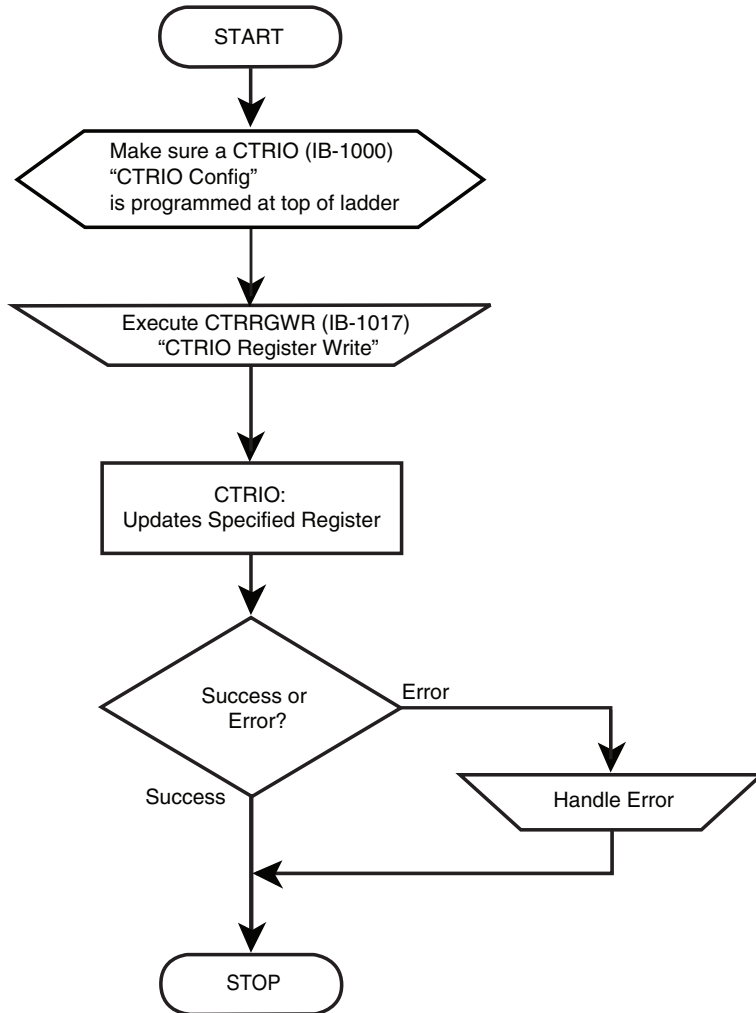 START
Make sure a CTRIO (IB-1000)
“CTRIO Config”
is programmed at top of ladder
Execute CTRRGWR (IB-1017)
“CTRIO Register Write”
CTRIO:
Updates Specified Register
Success or
Error?
Error
Success
Handle Error
STOP